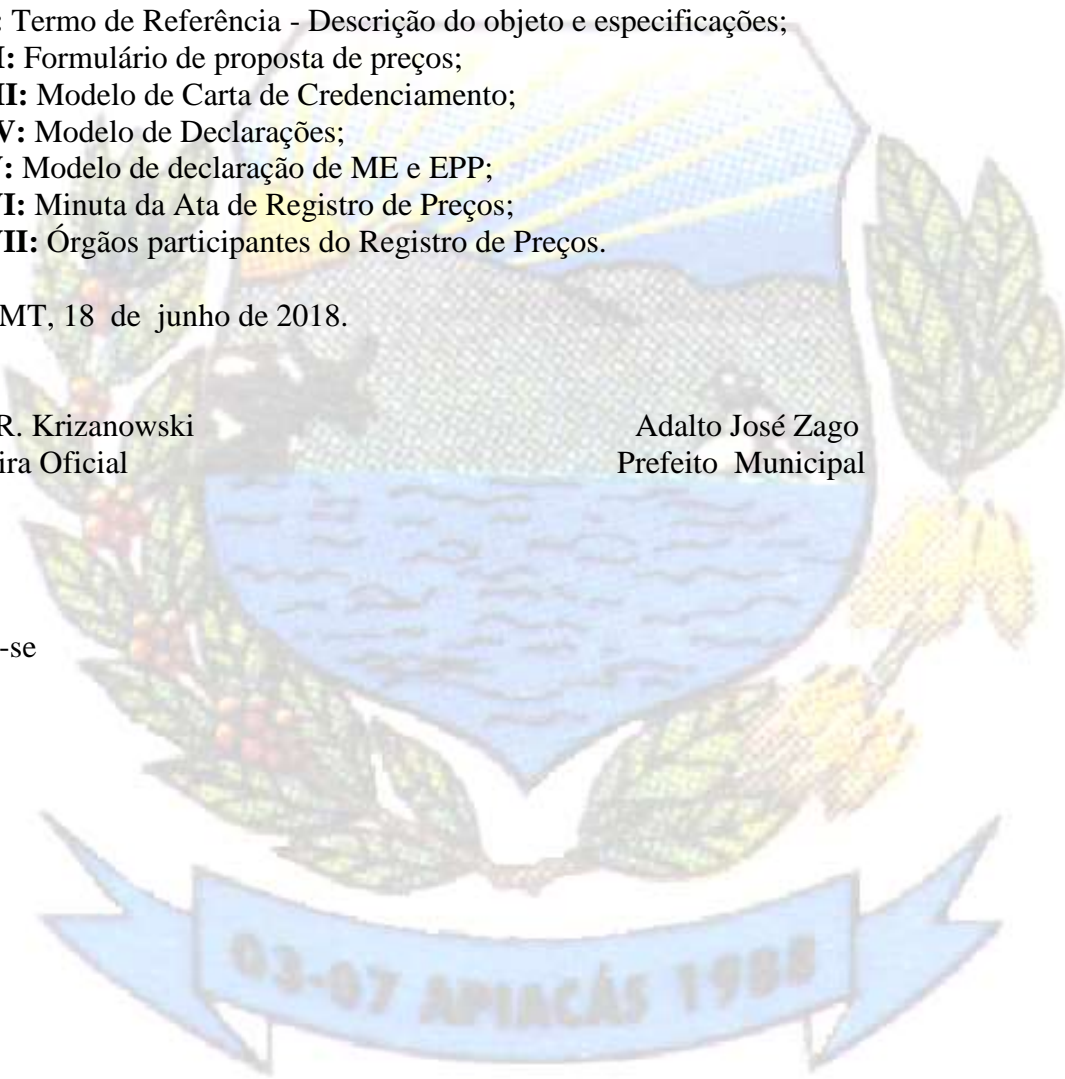 : Termo de Referência - Descrição do objeto e especificações;
I: Formulário de proposta de preços;
II: Modelo de Carta de Credenciamento;
V: Modelo de Declarações;
: Modelo de declaração de ME e EPP;
VI: Minuta da Ata de Registro de Preços;
VII: Órgãos participantes do Registro de Preços.
MT, 18 de junho de 2018.
R. Krizanowski Adalto José Zago
ira Oficial Prefeito Municipal
-se
03-07 APIACÁS 1988